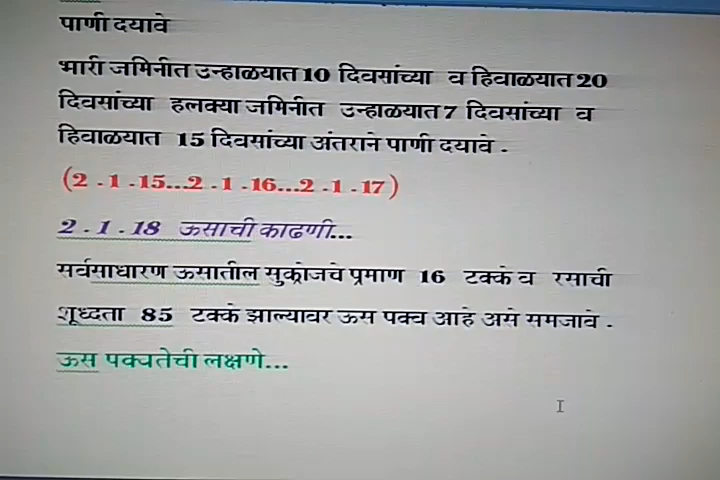 पाणी दयावे
भारी जमिनीत उन्हाळयात 10 दिवसांच्या व हिवाळयात 20
दिवसांच्या हलक्या जमिनीत उन्हाळयात 7 दिवसांच्या व
हिवाळयात 15 दिवसांच्या अंतराने पाणी दयावे .
(2 . 1 . 15...2 . 1 . 16...2 . 1 . 17)
2 . 1 . 18 ऊसाची काढणी...
सर्वसाधारण ऊसातील सुक्रोजचे प्रमाण 16 टक्के व रसाची
शूध्दता 85 टक्के झाल्यावर ऊस पक्व आहे असे समजावे .
ऊस पक्वतेची लक्षणे...